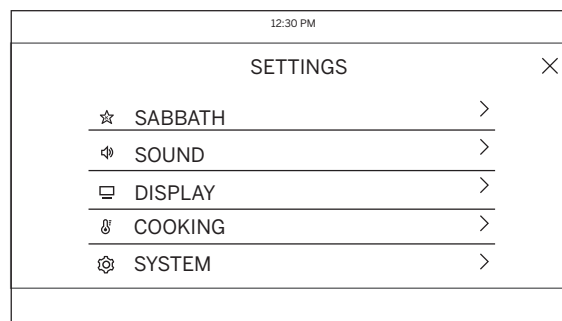 12:30 PM
SETTINGS
SABBATH
SOUND
DISPLAY
COOKING
SYSTEM